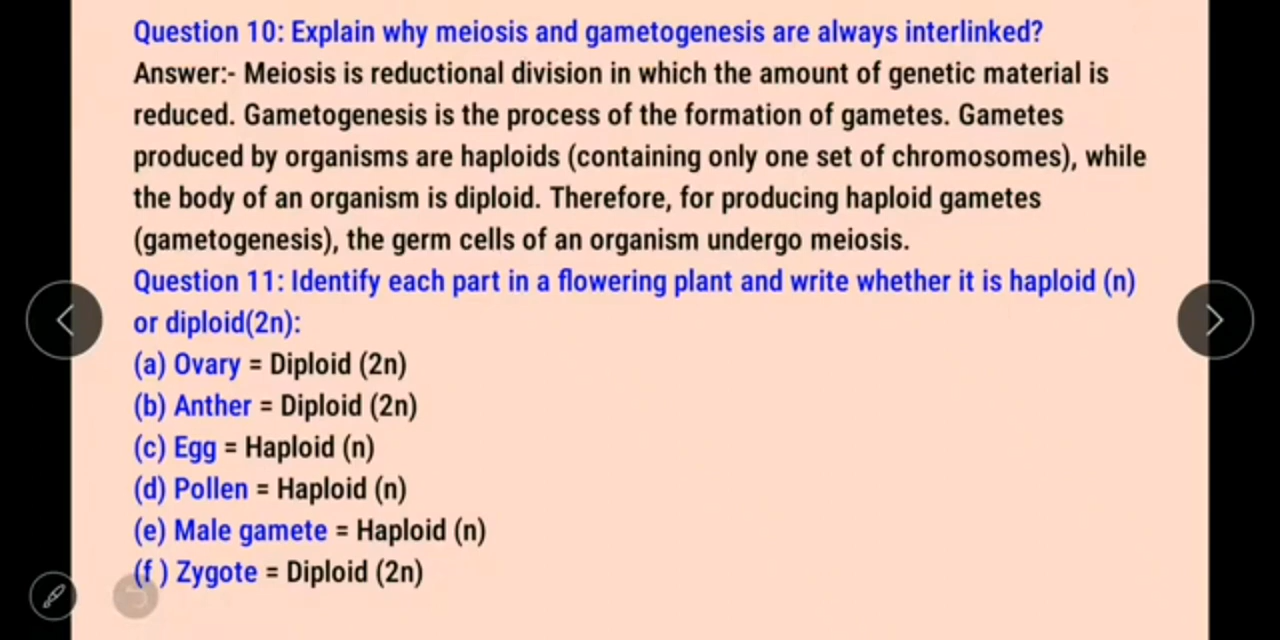 Question 10: Explain why meiosis and gametogenesis are always interlinked?
Answer:- Meiosis is reductional division in which the amount of genetic material is
reduced. Gametogenesis is the process of the formation of gametes. Gametes
produced by organisms are haploids (containing only one set of chromosomes), while
the body of an organism is diploid. Therefore, for producing haploid gametes
(gametogenesis), the germ cells of an organism undergo meiosis.
Question 11: Identify each part in a flowering plant and write whether it is haploid (n)
or diploid(2n):
(a) Ovary = Diploid (2n)
(b) Anther = Diploid (2n)
(c) Egg = Haploid (n)
(d) Pollen = Haploid (n)
(e) Male gamete = Haploid (n)
(f ) Zygote = Diploid (2n)